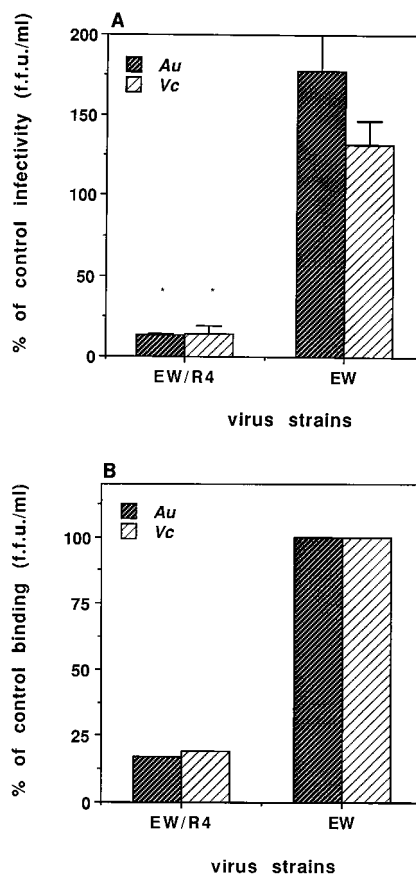 A
Au
Vc
% of control infectivity (f.f.u./ml)
200
150
100
50
0
* *
EW/R4 EW
virus strains
B
Au
Vc
% of control binding (f.f.u./ml)
100
75
50
25
0
EW/R4 EW
virus strains